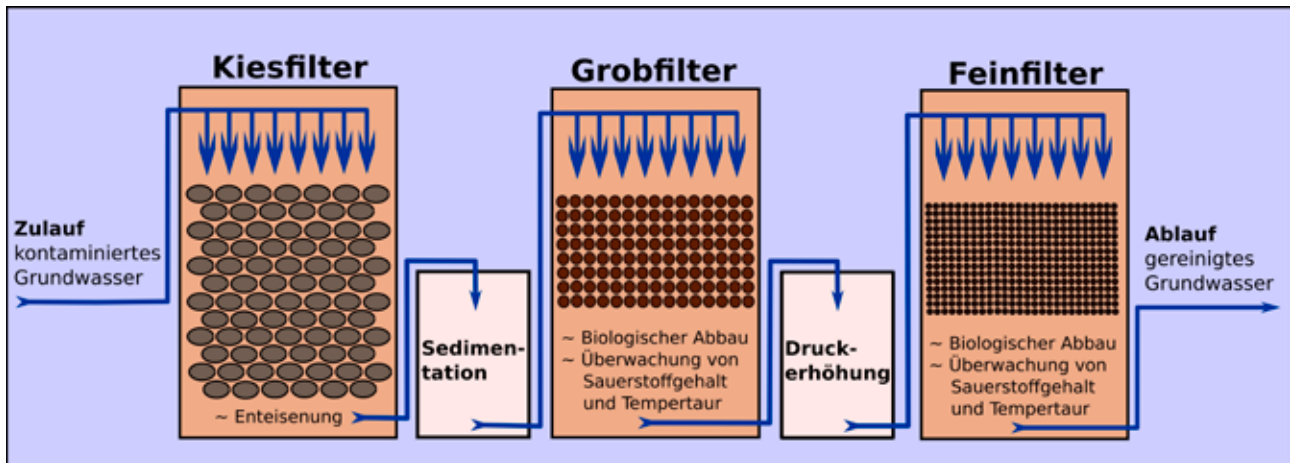 Kiesfilter
Grobfilter
Feinfilter
Zulauf
kontaminiertes
Grundwasser
~ Enteisenung
Sedimen-
tation
~ Biologischer Abbau
~ Überwachung von
Sauerstoffgehalt
und Tempertaur
Druck-
erhöhung
~ Biologischer Abbau
~ Überwachung von
Sauerstoffgehalt
und Tempertaur
Ablauf
gereinigtes
Grundwasser